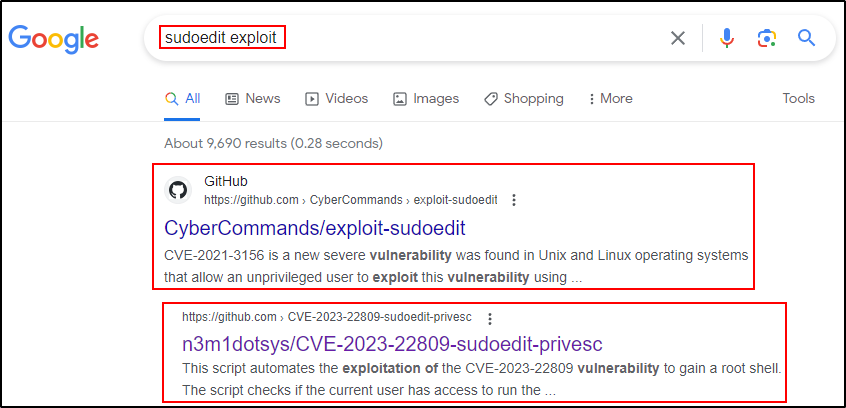 Google
sudoedit exploit
All News Videos Images Shopping More Tools
About 9,690 results (0.28 seconds)
GitHub
https://github.com › CyberCommands › exploit-sudoedit
CyberCommands/exploit-sudoedit
CVE-2021-3156 is a new severe vulnerability was found in Unix and Linux operating systems
that allow an unprivileged user to exploit this vulnerability using ...
https://github.com › CVE-2023-22809-sudoedit-privesc
n3m1dotsys/CVE-2023-22809-sudoedit-privesc
This script automates the exploitation of the CVE-2023-22809 vulnerability to gain a root shell.
The script checks if the current user has access to run the ...